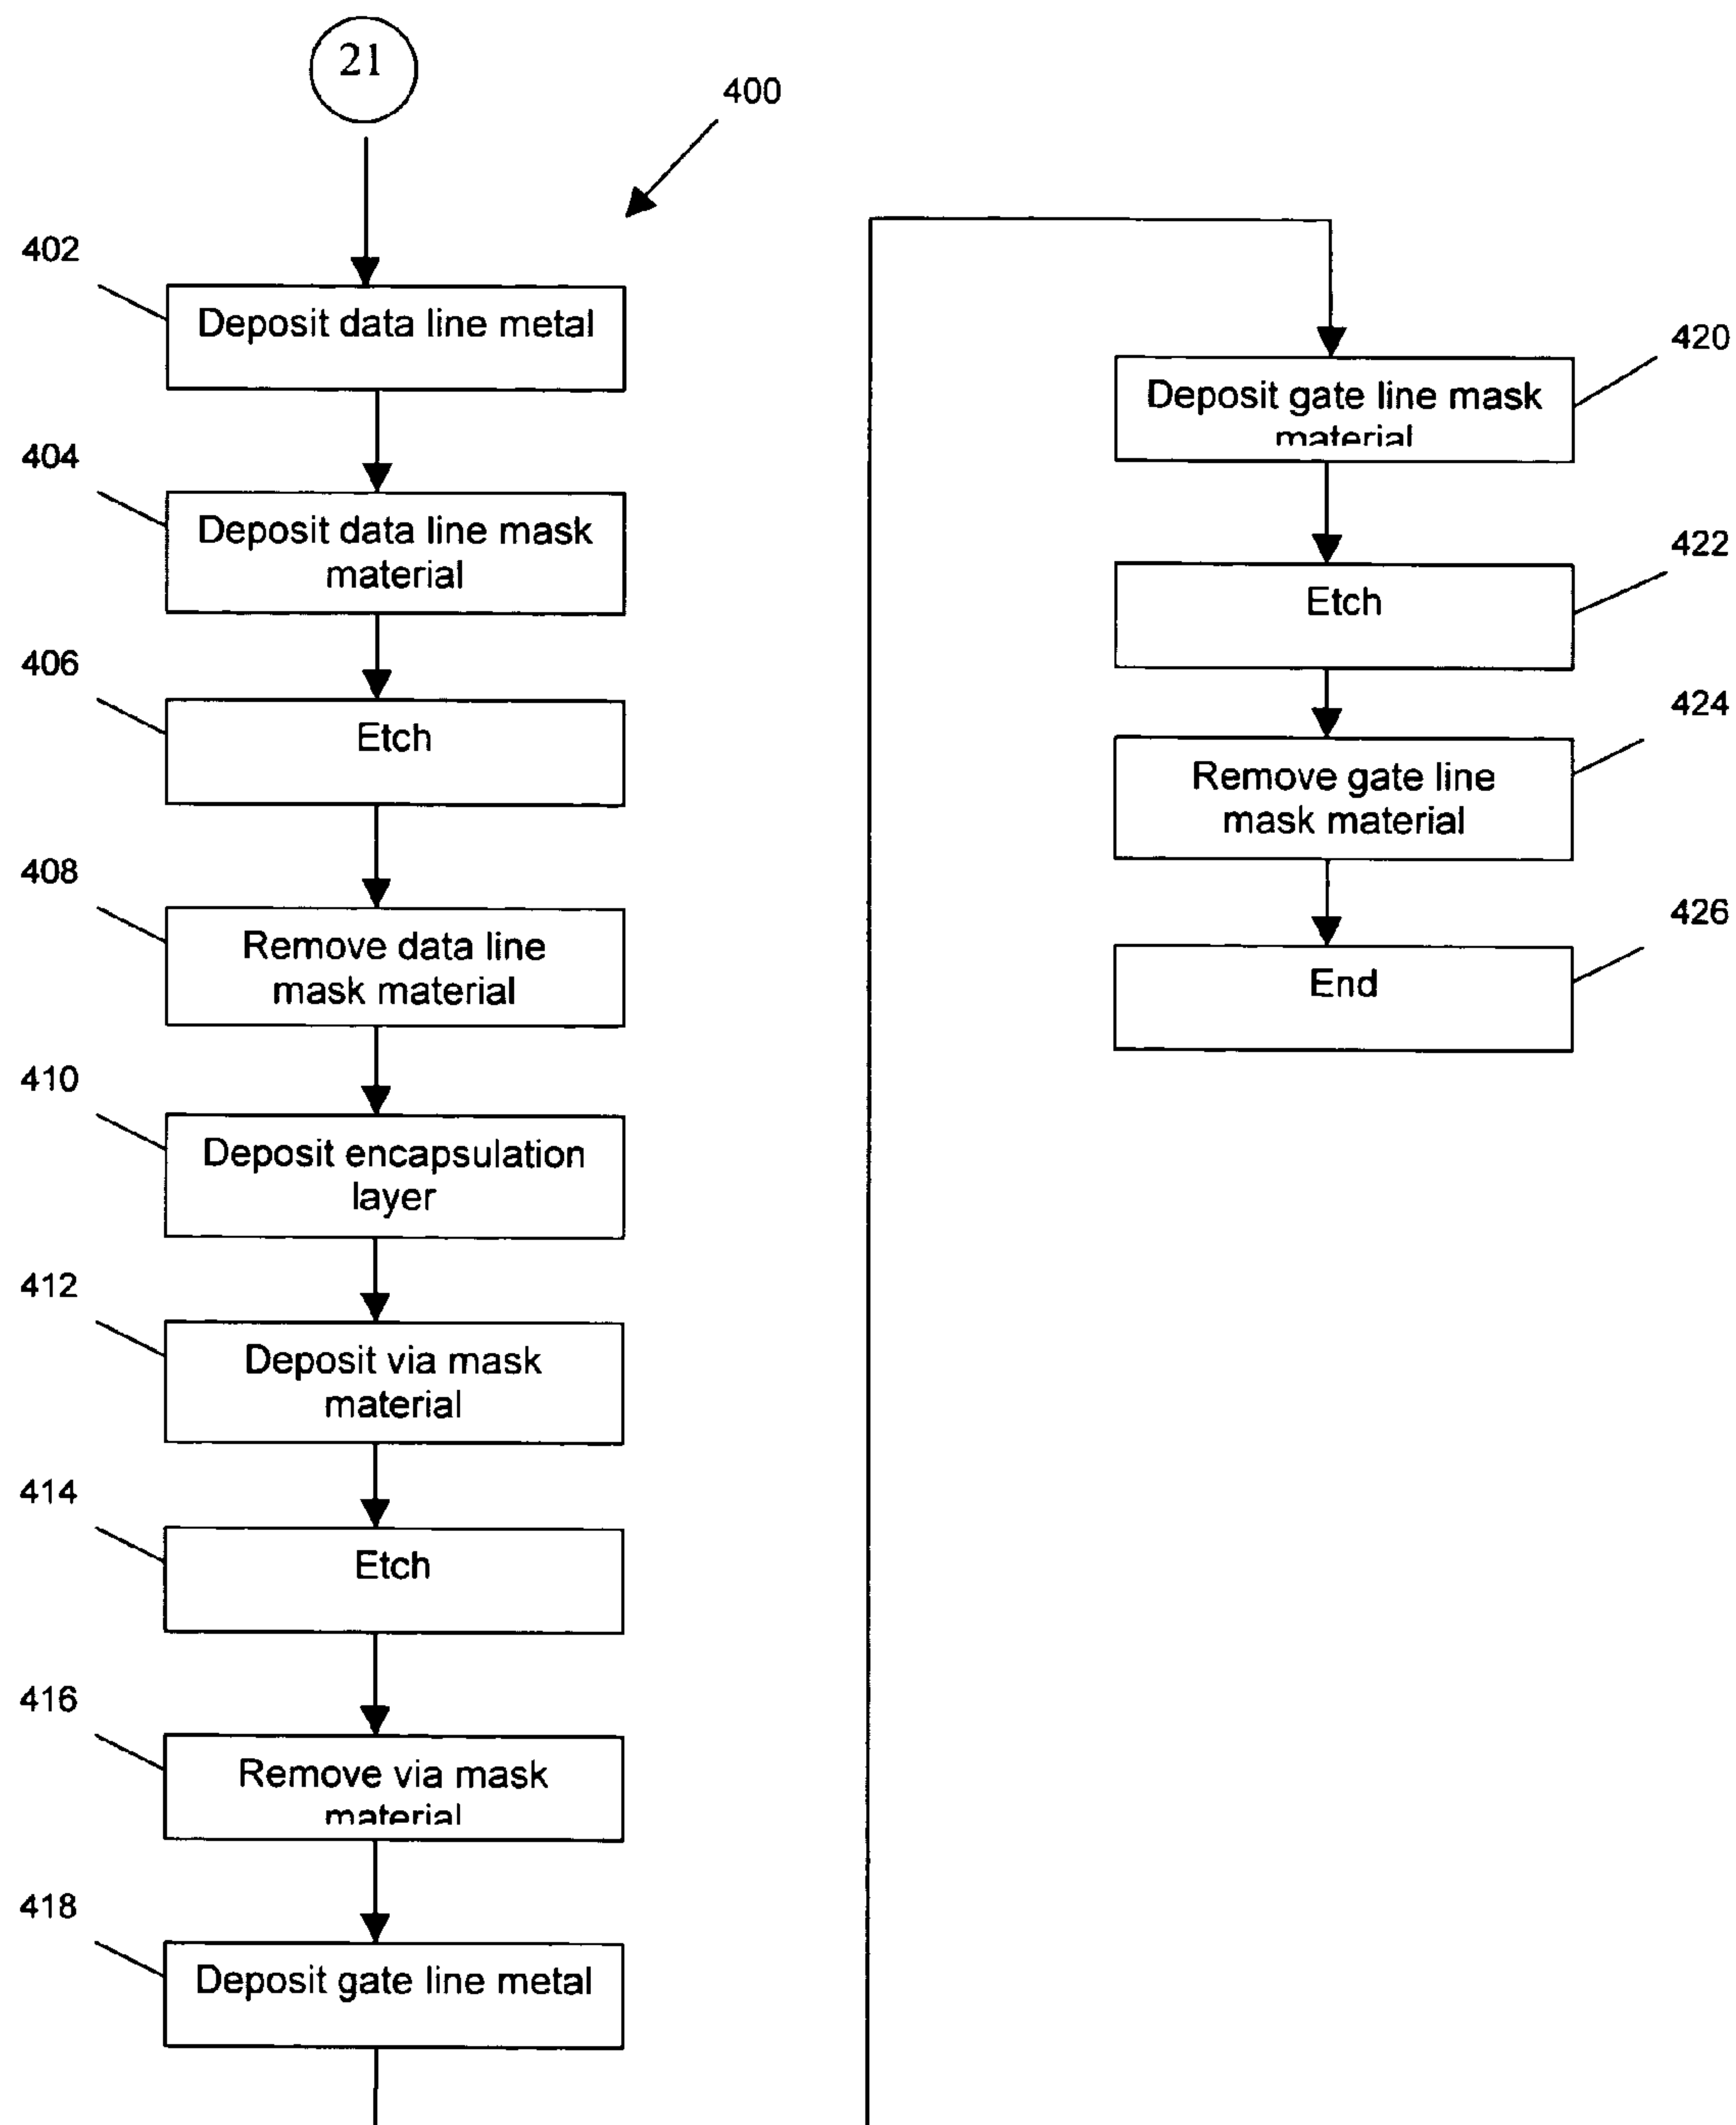 21
400
402
Deposit data line metal
404
Deposit data line mask
material
406
Etch
408
Remove data line
mask material
410
Deposit encapsulation
layer
412
Deposit via mask
material
414
Etch
416
Remove via mask
material
418
Deposit gate line metal
420
Deposit gate line mask
material
422
Etch
424
Remove gate line
mask material
426
End